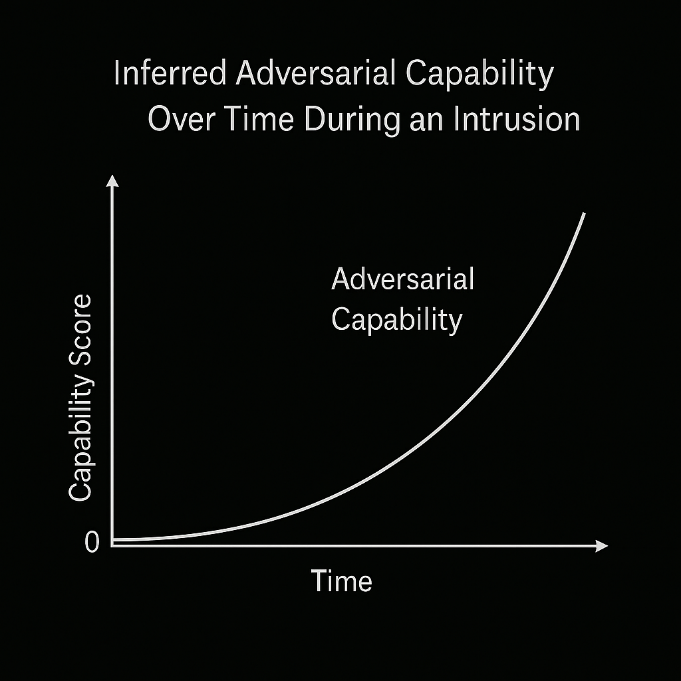 Inferred Adversarial Capability
Over Time During an Intrusion
Adversarial
Capability
Capability Score
0
Time